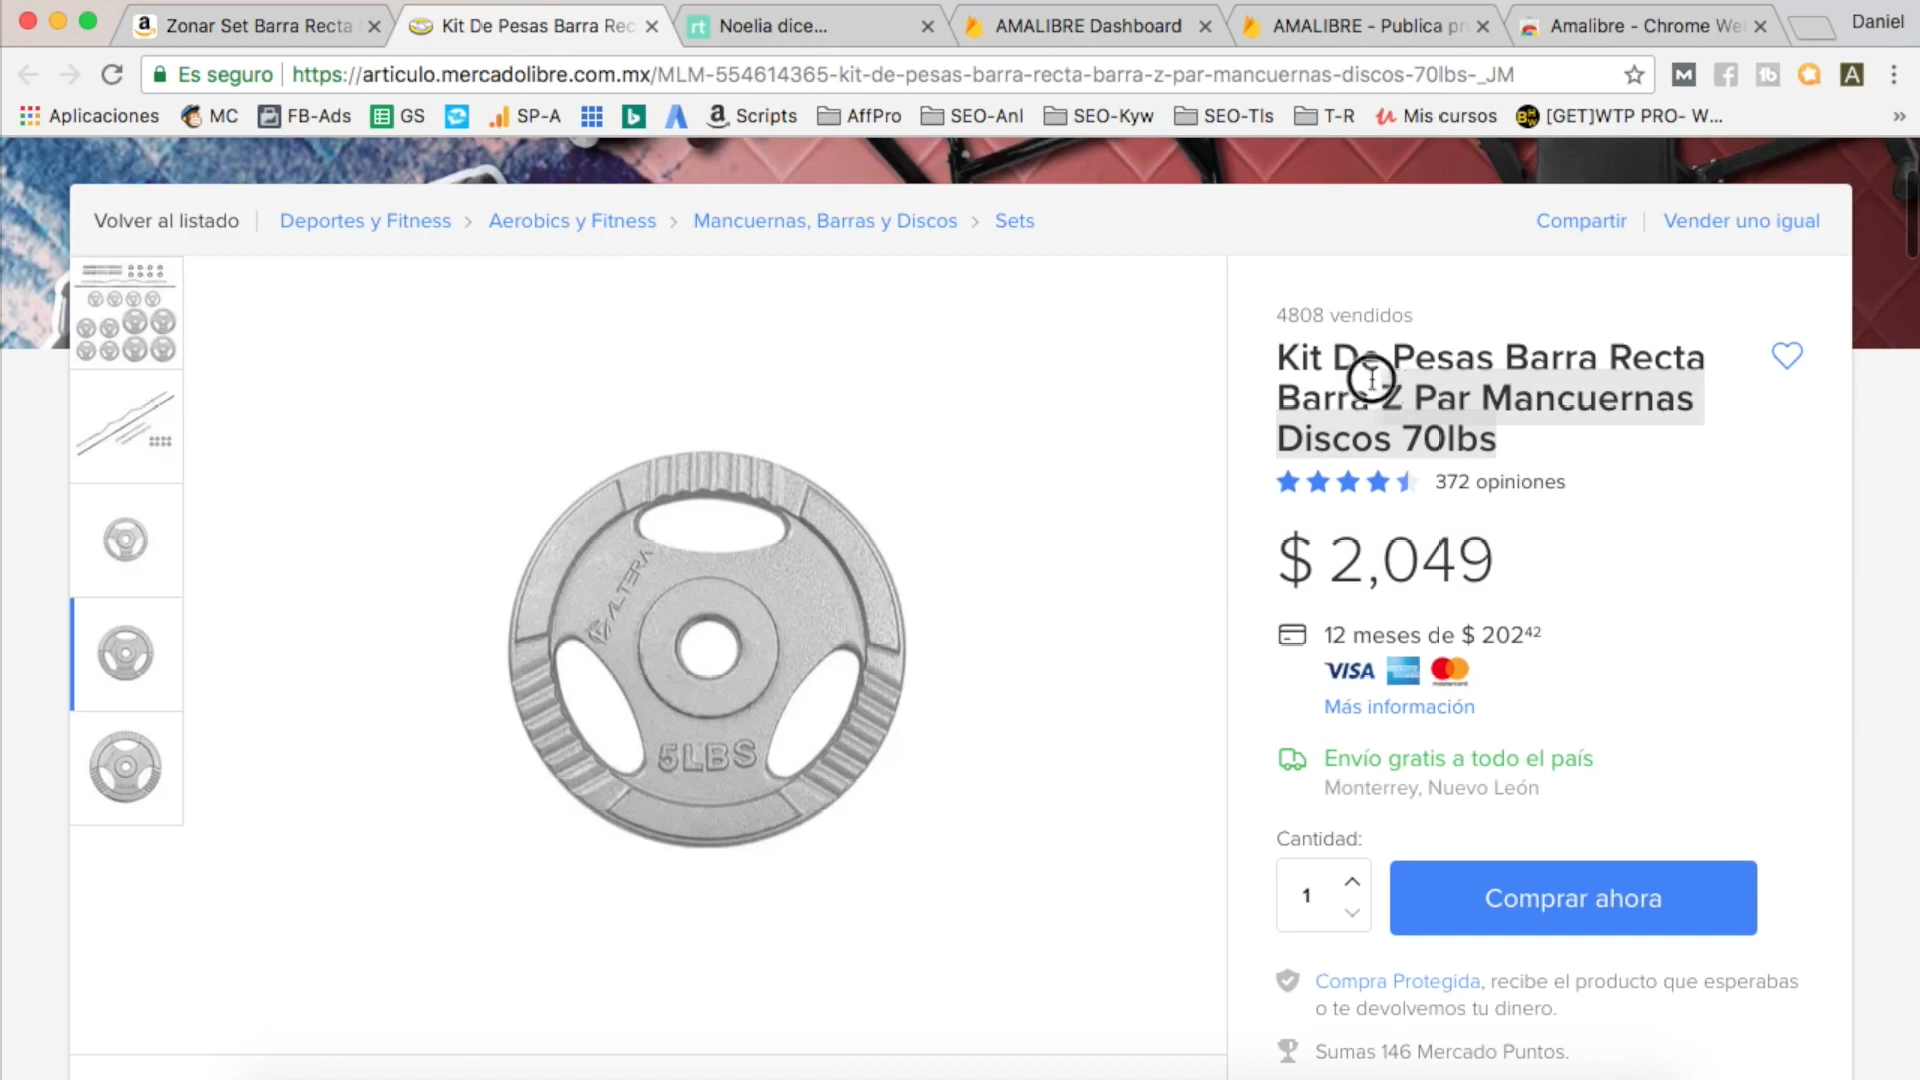 Zonar Set Barra Recta
Kit De Pesas Barra Rec
Noelia dice...
AMALIBRE Dashboard
AMALIBRE - Publica pr
Amalibre - Chrome We
Daniel
Es seguro
https://articulo.mercadolibre.com.mx/MLM-554614365-kit-de-pesas-barra-recta-barra-z-par-mancuernas-discos-70lbs-_JM
Aplicaciones
MC
FB-Ads
GS
SP-A
Scripts
AffPro
SEO-Anl
SEO-Kyw
SEO-Tls
T-R
Mis cursos
[GET]WTP PRO- W...
Volver al listado
Deportes y Fitness > Aerobics y Fitness > Mancuernas, Barras y Discos > Sets
Compartir
Vender uno igual
4808 vendidos
Kit De Pesas Barra Recta
Barra Z Par Mancuernas
Discos 70lbs
372 opiniones
$ 2,049
12 meses de $ 202⁴²
VISA
mastercard
Más información
Envío gratis a todo el país
Monterrey, Nuevo León
Cantidad:
1
Comprar ahora
Compra Protegida, recibe el producto que esperabas
o te devolvemos tu dinero.
Sumas 146 Mercado Puntos.
ALTERA
5LBS